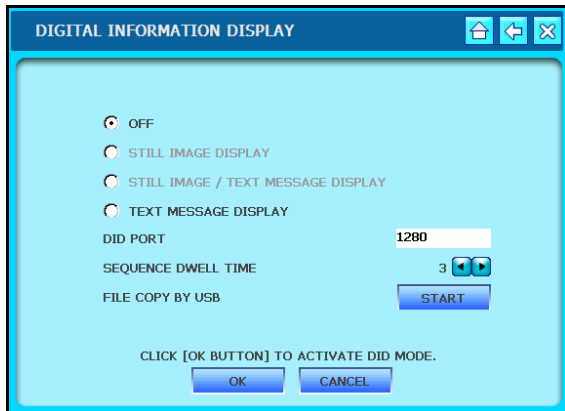 DIGITAL INFORMATION DISPLAY
OFF
STILL IMAGE DISPLAY
STILL IMAGE / TEXT MESSAGE DISPLAY
TEXT MESSAGE DISPLAY
DID PORT 1280
SEQUENCE DWELL TIME 3
FILE COPY BY USB START
CLICK [OK BUTTON] TO ACTIVATE DID MODE.
OK CANCEL